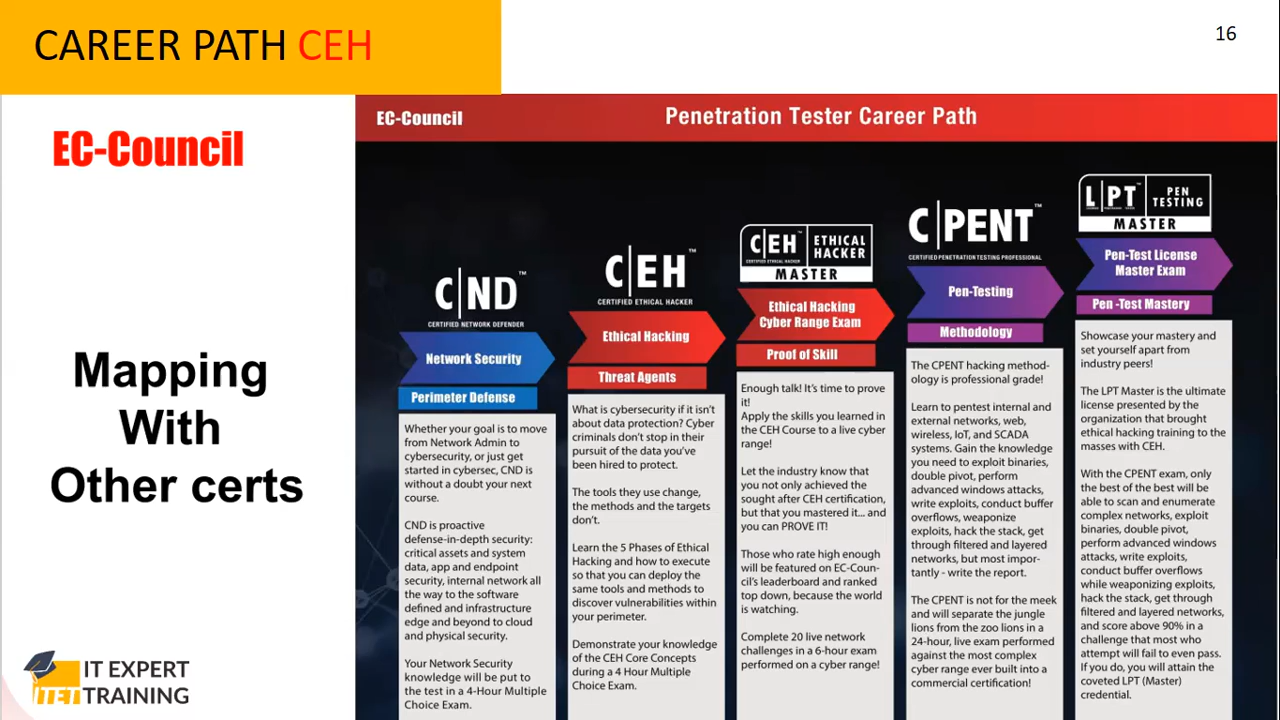 CAREER PATH CEH
16
EC-Council
Mapping
With
Other certs
IT EXPERT
ITET TRAINING
EC-Council
Penetration Tester Career Path
C|ND™
CERTIFIED NETWORK DEFENDER
Network Security
Perimeter Defense
Whether your goal is to move
from Network Admin to
cybersecurity, or just get
started in cybersec, CND is
without a doubt your next
course.
CND is proactive
defense-in-depth security:
critical assets and system
data, app and endpoint
security, internal network all
the way to the software
defined and infrastructure
edge and beyond to cloud
and physical security.
Your Network Security
knowledge will be put to
the test in a 4-Hour Multiple
Choice Exam.
C|EH™
CERTIFIED ETHICAL HACKER
Ethical Hacking
Threat Agents
What is cybersecurity if it isn't
about data protection? Cyber
criminals don't stop in their
pursuit of the data you've
been hired to protect.
The tools they use change,
the methods and the targets
don't.
Learn the 5 Phases of Ethical
Hacking and how to execute
so that you can deploy the
same tools and methods to
discover vulnerabilities within
your perimeter.
Demonstrate your knowledge
of the CEH Core Concepts
during a 4 Hour Multiple
Choice Exam.
C|EH™
CERTIFIED ETHICAL HACKER
ETHICAL
HACKER
MASTER
Ethical Hacking
Cyber Range Exam
Proof of Skill
Enough talk! It's time to prove
it!
Apply the skills you learned in
the CEH Course to a live cyber
range!
Let the industry know that
you not only achieved the
sought after CEH certification,
but that you mastered it... and
you can PROVE IT!
Those who rate high enough
will be featured on EC-Coun-
cil's leaderboard and ranked
top down, because the world
is watching.
Complete 20 live network
challenges in a 6-hour exam
performed on a cyber range!
C|PENT™
CERTIFIED PENETRATION TESTING PROFESSIONAL
Pen-Testing
Methodology
The CPENT hacking method-
ology is professional grade!
Learn to pentest internal and
external networks, web,
wireless, IoT, and SCADA
systems. Gain the knowledge
you need to exploit binaries,
double pivot, perform
advanced windows attacks,
write exploits, conduct buffer
overflows, weaponize
exploits, hack the stack, get
through filtered and layered
networks, but most impor-
tantly - write the report.
The CPENT is not for the meek
and will separate the jungle
lions from the zoo lions in a
24-hour, live exam performed
against the most complex
cyber range ever built into a
commercial certification!
L|PT™
PEN
TESTING
MASTER
Pen-Test License
Master Exam
Pen -Test Mastery
Showcase your mastery and
set yourself apart from
industry peers!
The LPT Master is the ultimate
license presented by the
organization that brought
ethical hacking training to the
masses with CEH.
With the CPENT exam, only
the best of the best will be
able to scan and enumerate
complex networks, exploit
binaries, double pivot,
perform advanced windows
attacks, write exploits,
conduct buffer overflows
while weaponizing exploits,
hack the stack, get through
filtered and layered networks,
and score above 90% in a
challenge that most who
attempt will fail to even pass.
If you do, you will attain the
coveted LPT (Master)
credential.